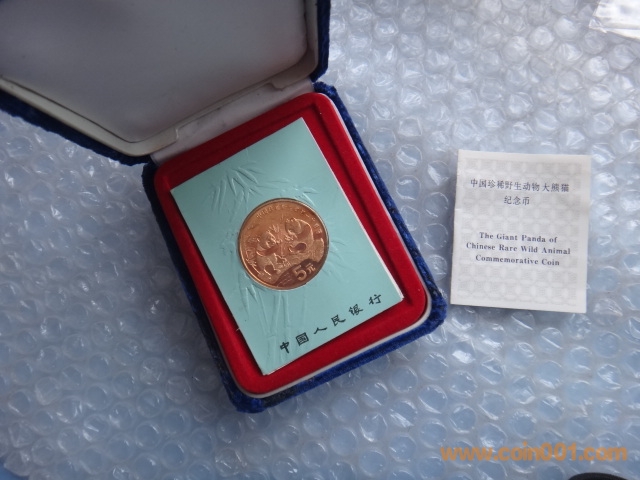 中国珍稀野生动物大熊猫
纪念币
The Giant Panda of
Chinese Rare Wild Animal
Commemorative Coin
5元
中国人民银行
www.coin001.com